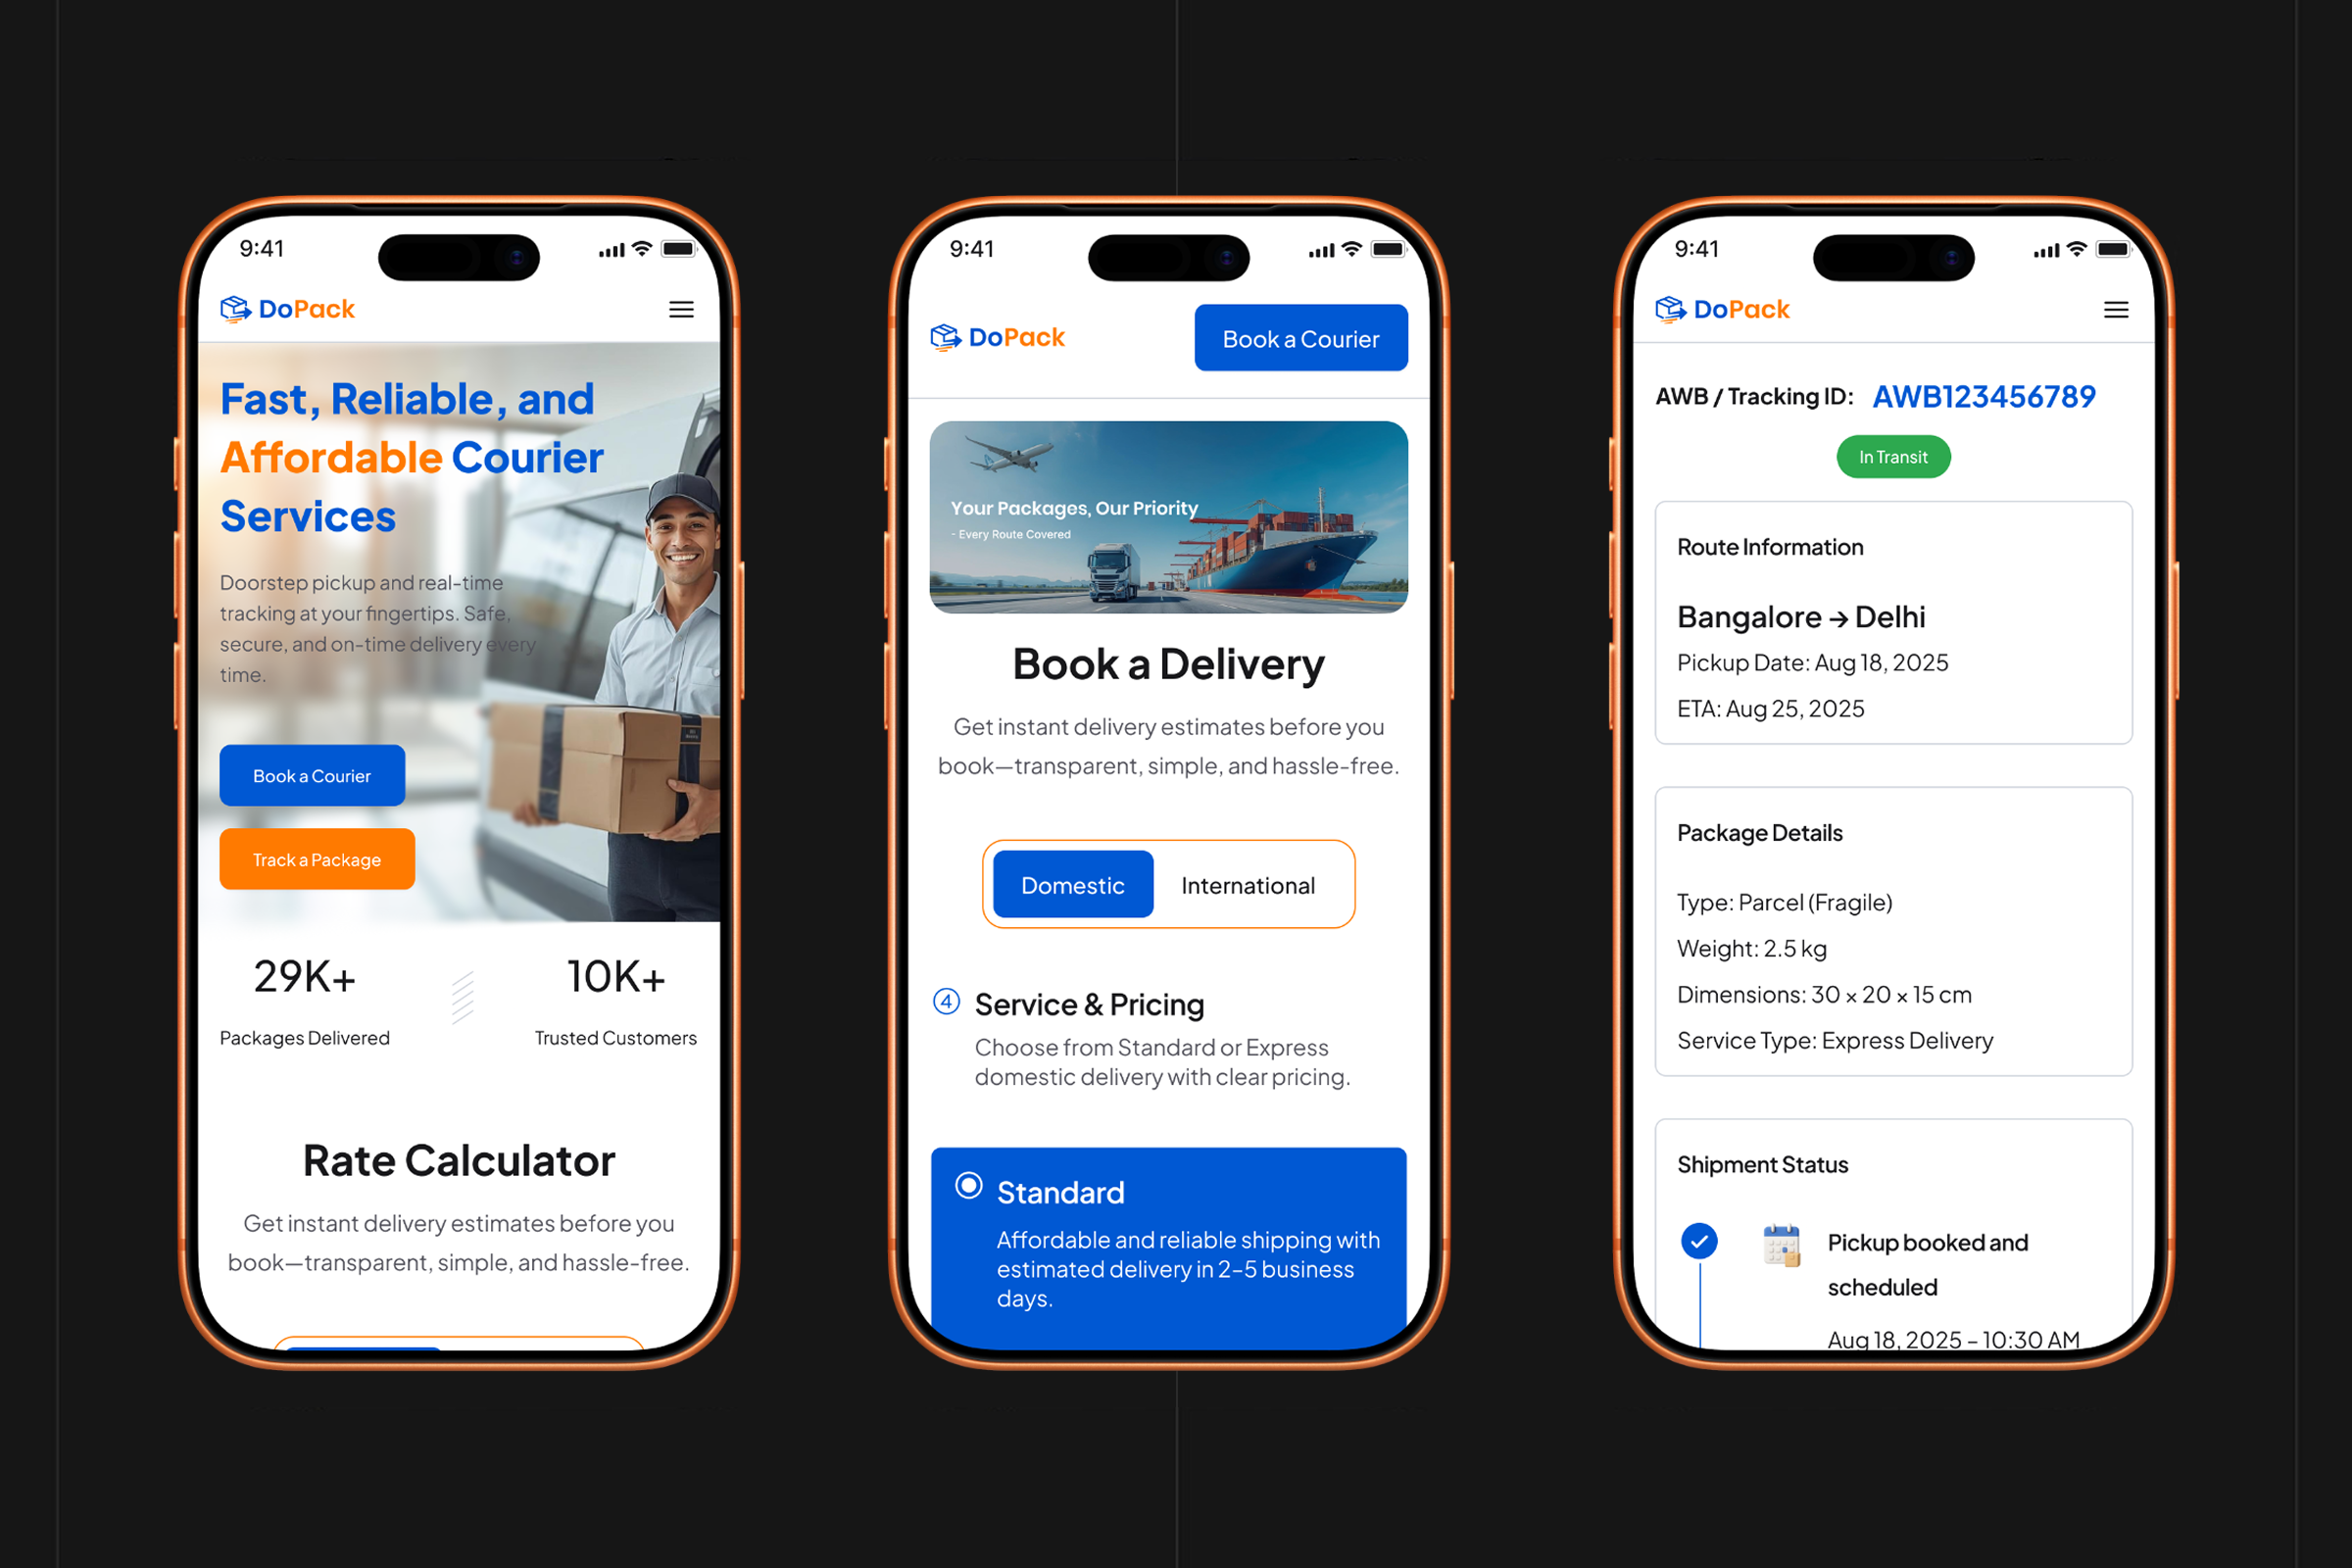 9:41
DoPack
Fast, Reliable, and
Affordable Courier
Services
Doorstep pickup and real-time
tracking at your fingertips. Safe,
secure, and on-time delivery every
time.
Book a Courier
Track a Package
29K+
Packages Delivered
10K+
Trusted Customers
Rate Calculator
Get instant delivery estimates before you
book—transparent, simple, and hassle-free.
9:41
DoPack
Book a Courier
Your Packages, Our Priority
- Every Route Covered
Book a Delivery
Get instant delivery estimates before you
book—transparent, simple, and hassle-free.
Domestic
International
4 Service & Pricing
Choose from Standard or Express
domestic delivery with clear pricing.
Standard
Affordable and reliable shipping with
estimated delivery in 2–5 business
days.
9:41
DoPack
AWB / Tracking ID: AWB123456789
In Transit
Route Information
Bangalore → Delhi
Pickup Date: Aug 18, 2025
ETA: Aug 25, 2025
Package Details
Type: Parcel (Fragile)
Weight: 2.5 kg
Dimensions: 30 × 20 × 15 cm
Service Type: Express Delivery
Shipment Status
Pickup booked and
scheduled
Aug 18, 2025 – 10:30 AM